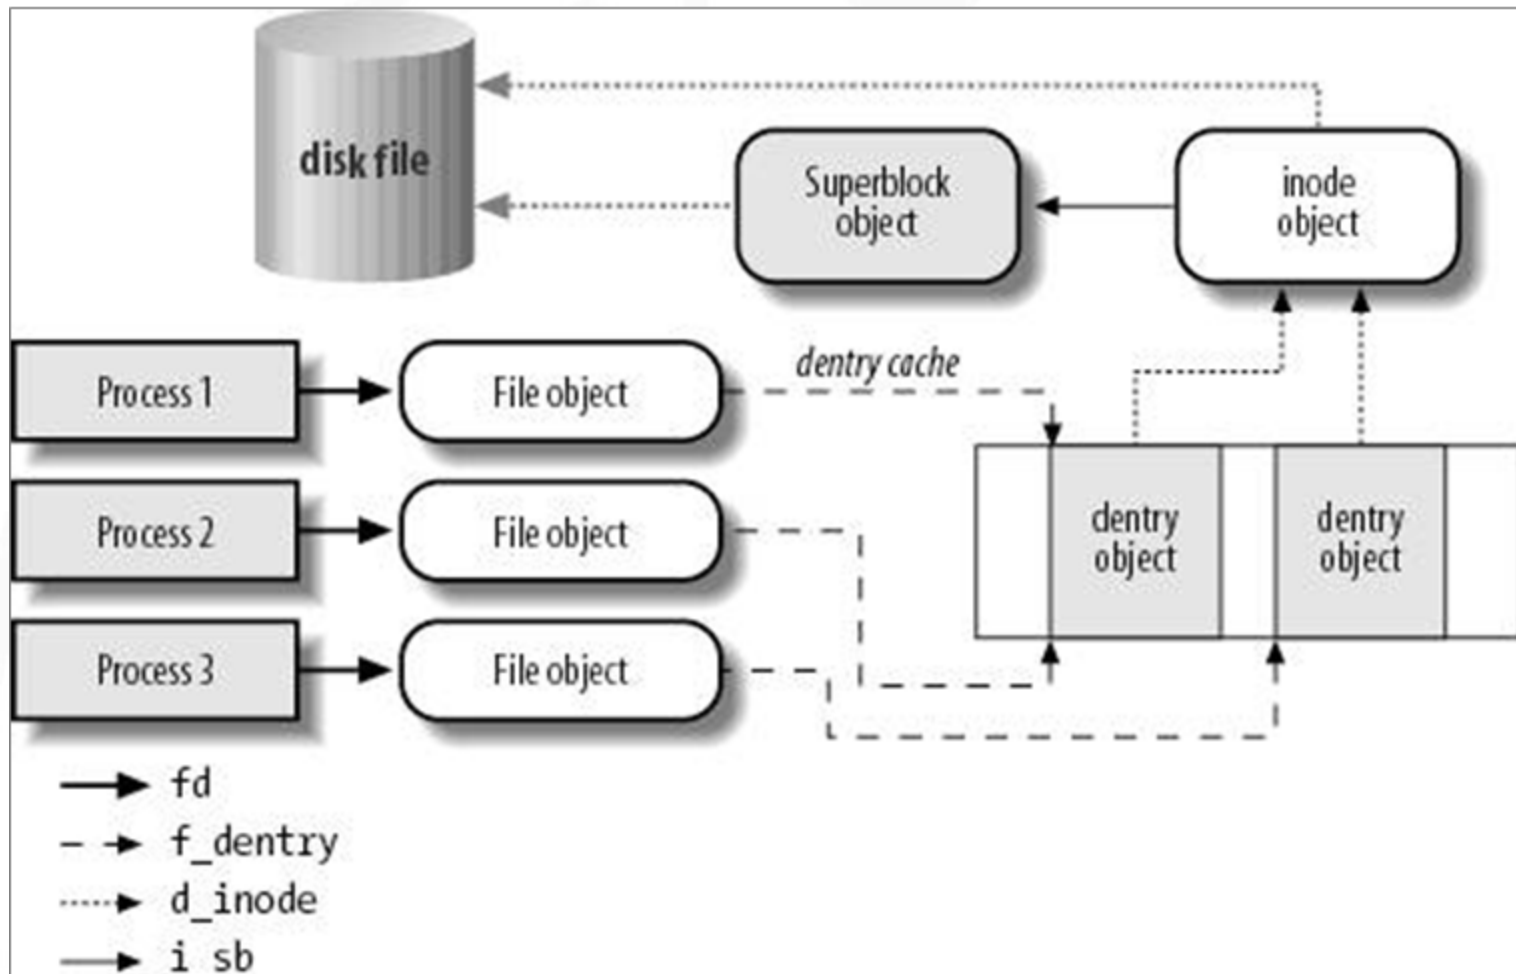 disk file
Superblock
object
inode
object
Process 1
File object
dentry cache
Process 2
File object
dentry
object
dentry
object
Process 3
File object
fd
f_dentry
d_inode
i sb